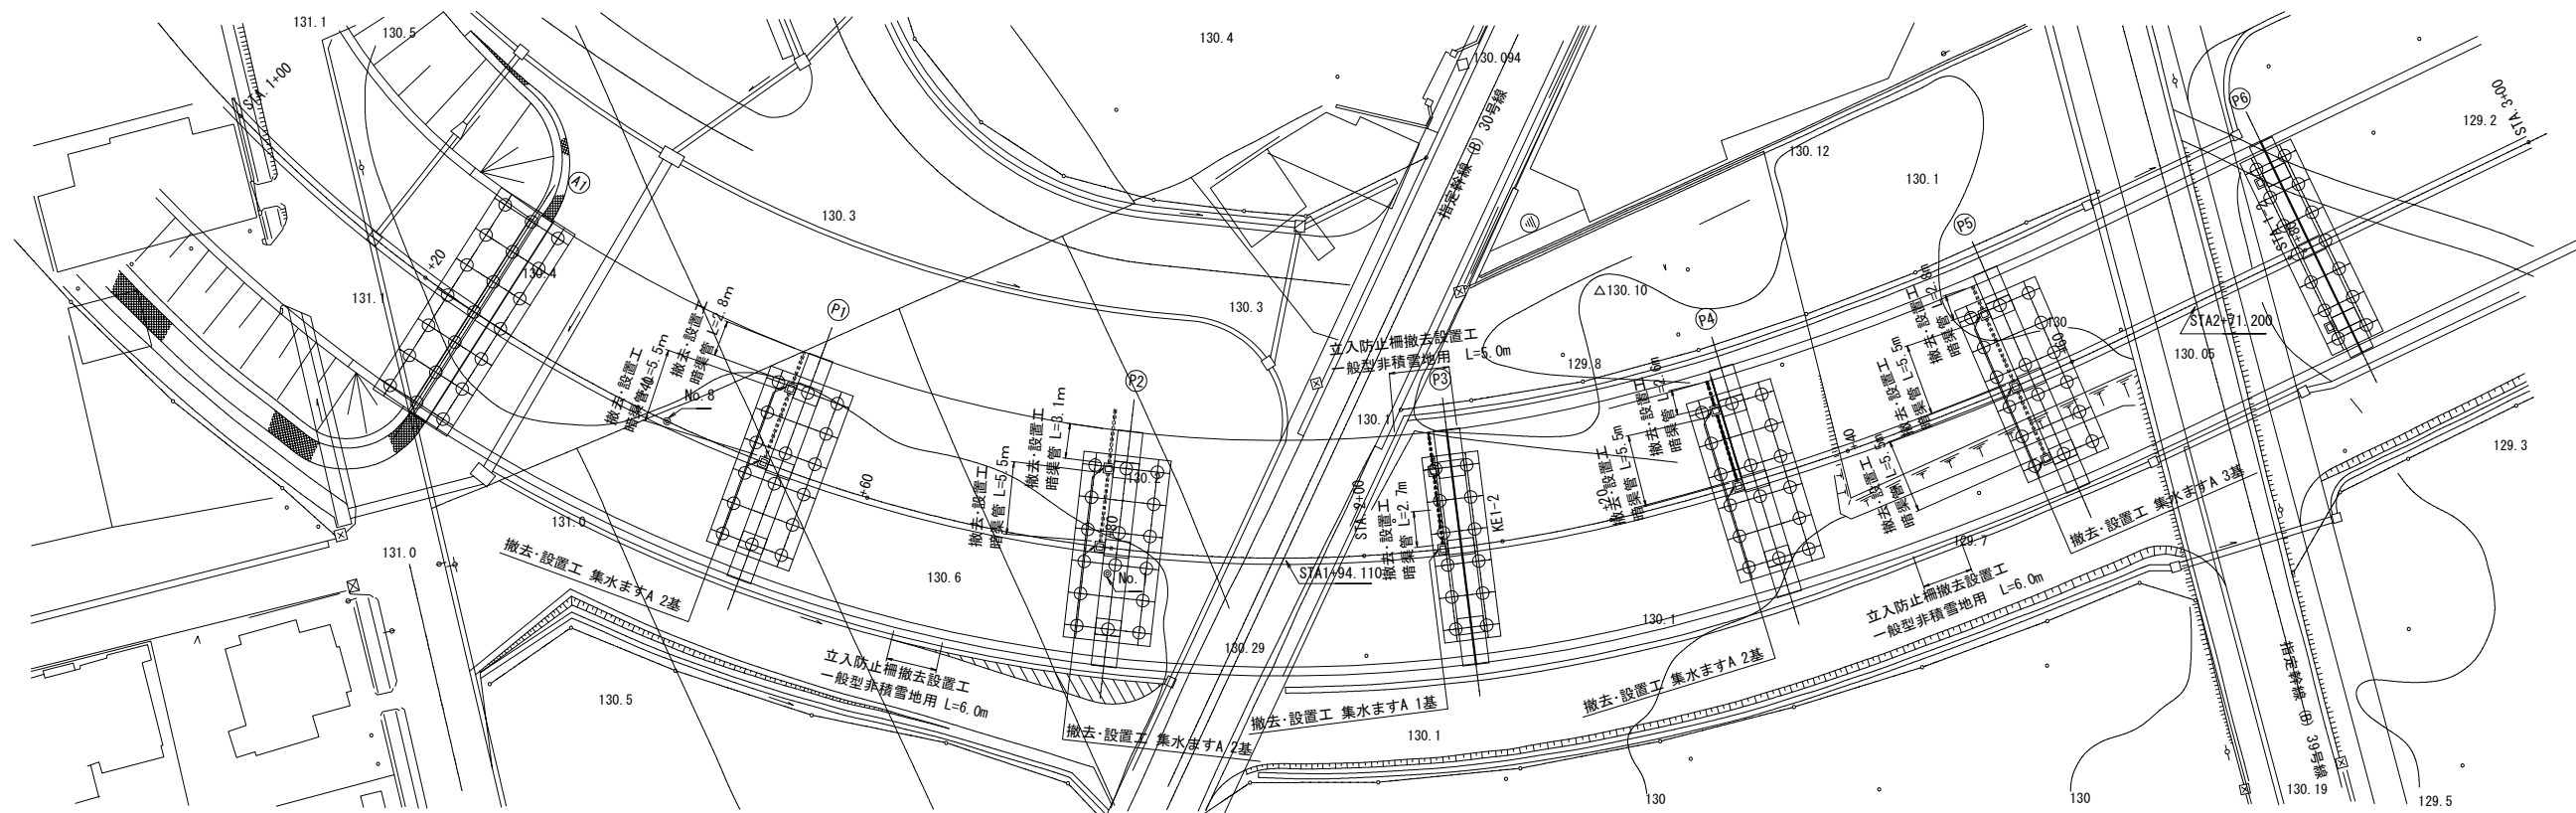 131.1
130.5
STA.1+00
A1
+20
130.4
131.1
130.3
130.4
130.094
指定幹線 (B) 30号線
130.3
130.12
130.1
△130.10
P6
129.2
STA.3+00
STA2+71.200
130.05
129.3
P1
撤去・設置工
暗渠管 L=2.8m
撤去・設置工
暗渠管 L=5.5m
No.8
+60
P2
撤去・設置工
暗渠管 L=3.1m
撤去・設置工
暗渠管 L=5.5m
+80
No.
立入防止柵撤去設置工
一般型非積雪地用 L=5.0m
P3
130.1
129.8
STA.2+00
撤去・設置工
暗渠管 L=2.7m
STA1+94.110
KE1-2
P4
撤去・設置工
暗渠管 L=2.6m
撤去・設置工
暗渠管 L=5.5m
+20
P5
撤去・設置工
暗渠管 L=2.8m
撤去・設置工
暗渠管 L=5.5m
撤去・設置工
L=5.5m
+40
130
撤去・設置工 集水ますA 3基
129.7
立入防止柵撤去設置工
一般型非積雪地用 L=6.0m
131.0
131.0
撤去・設置工 集水ますA 2基
130.6
130.5
立入防止柵撤去設置工
一般型非積雪地用 L=6.0m
130.29
撤去・設置工 集水ますA 2基
撤去・設置工 集水ますA 1基
130.1
130.1
撤去・設置工 集水ますA 2基
130
130
指定幹線 (B) 39号線
130.19
129.5